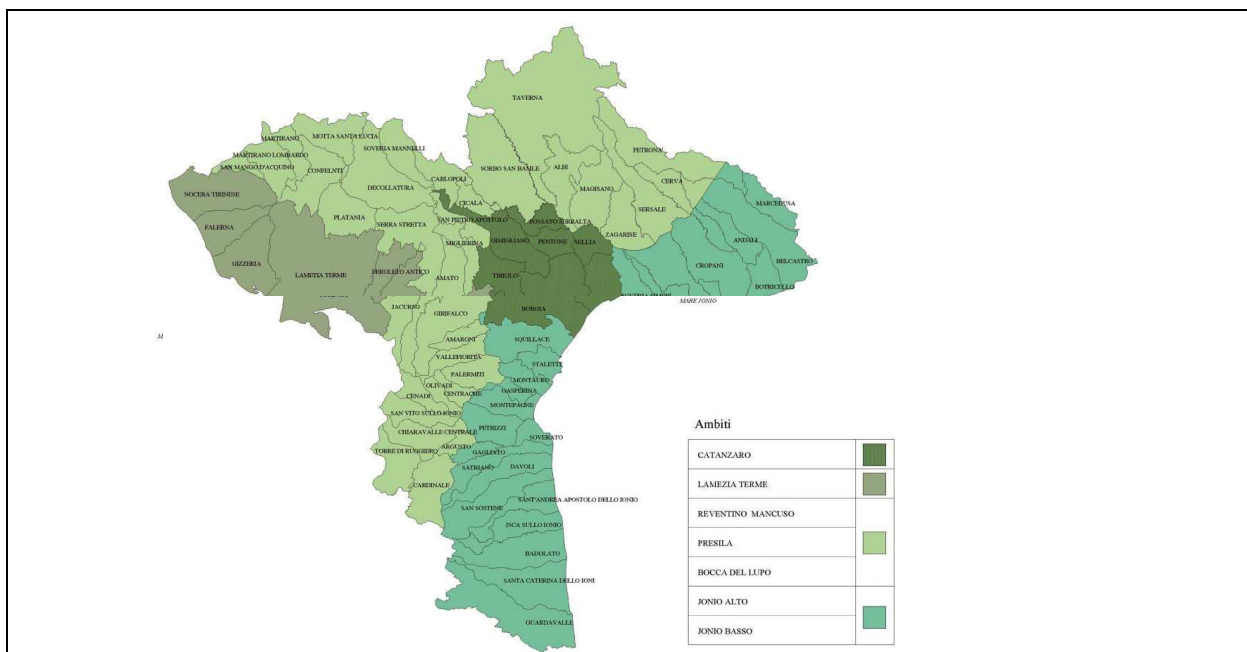 TAVERNA
MARTIRANO
MOTTA SANTA LUCIA
SOVERIA MANNELLI
PETRONA'
MARTIRANO LOMBARDO
SAN MANGO D'AQUINO
CONFELNTI
CARLOPOLI
SORBO SAN BASILE
ALBI
CERVA
NOCERA TIRINESE
DECOLLATURA
MAGISANO
CICALA
SERSALE
MARCEDUSA
PLATANIA
SAN PIETRO APOSTOLO
FOSSATO SERRALTA
FALERNA
SERRA STRETTA
ZAGARISE
MIGLIERINA
GIMIGLIANO
PENTONE
SELLIA
ANDALI
GIZZERIA
CROPANI
BELCASTRO
LAMETIA TERME
FEROLETO ANTICO
AMATO
TIRIOLO
BOTRICELLO
MARE IONIO
JACURSO
GIRIFALCO
BORGIA
M
AMARONI
SQUILLACE
VALLEFIORITA
STALETTI
PALERMITI
MONTAURO
OLIVADI
CENADI
CENTRACHE
GASPERINA
MONTEPAONE
SAN VITO SULLO IONIO
CHIARAVALLE CENTRALE
PETRIZZI
SOVERATO
TORRE DI RUGGIERO
ARGUSTO
GAGLIATO
SATRIANO
DAVOLI
CARDINALE
SANT'ANDREA APOSTOLO DELLO IONIO
SAN SOSTENE
ISCA SULLO IONIO
BADOLATO
SANTA CATERINA DELLO IONI
GUARDAVALLE
Ambiti
CATANZARO
LAMEZIA TERME
REVENTINO MANCUSO
PRESILA
BOCCA DEL LUPO
JONIO ALTO
JONIO BASSO